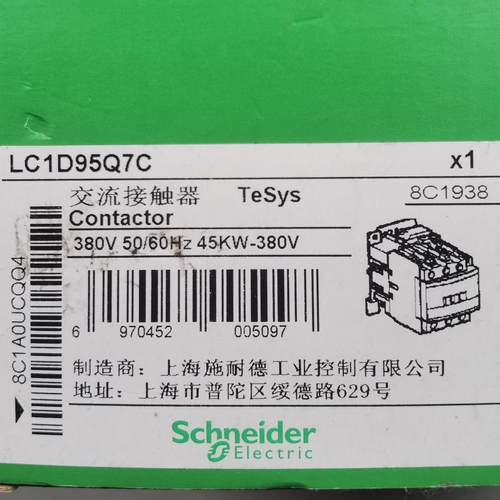 LC1D95Q7C x1
交流接触器 TeSys 8C1938
Contactor
380V 50/60Hz 45KW-380V
8C1A0UCQQ4
6 970452 005097
制造商：上海施耐德工业控制有限公司
地址：上海市普陀区绥德路629号
Schneider
Electric